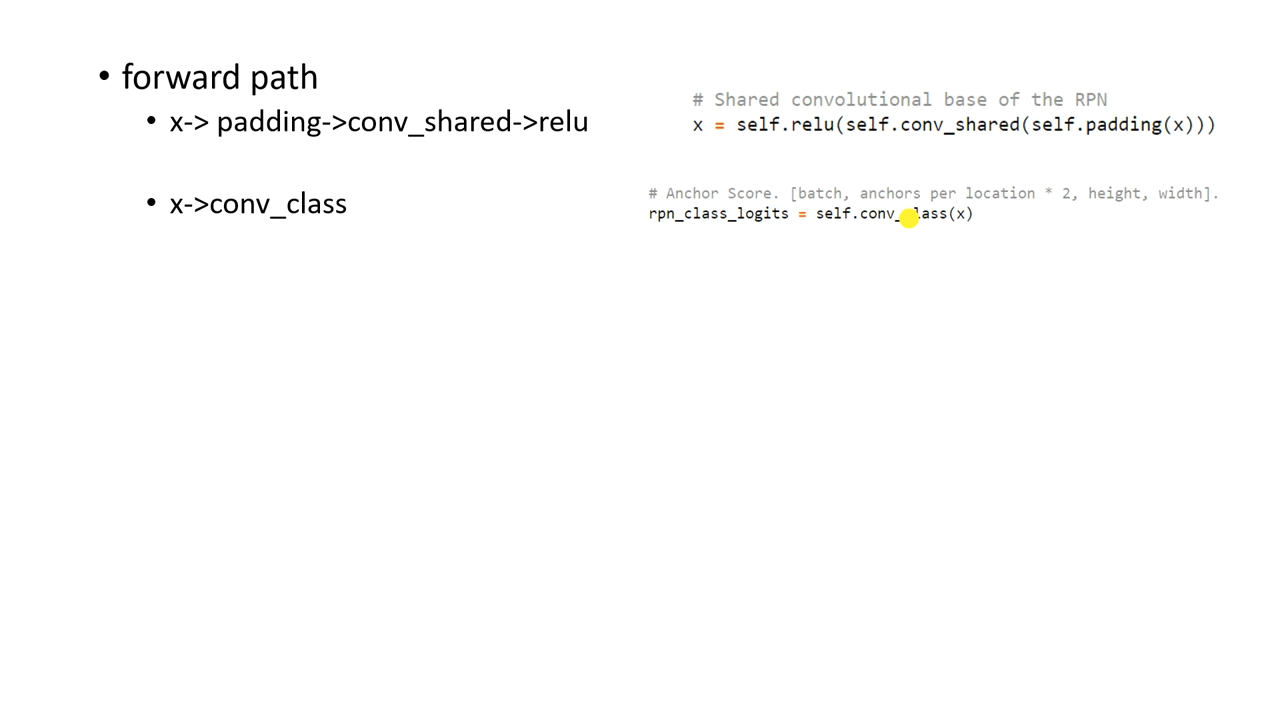 • forward path
• x-> padding->conv_shared->relu
# Shared convolutional base of the RPN
x = self.relu(self.conv_shared(self.padding(x)))
• x->conv_class
# Anchor Score. [batch, anchors per location * 2, height, width].
rpn_class_logits = self.conv_class(x)